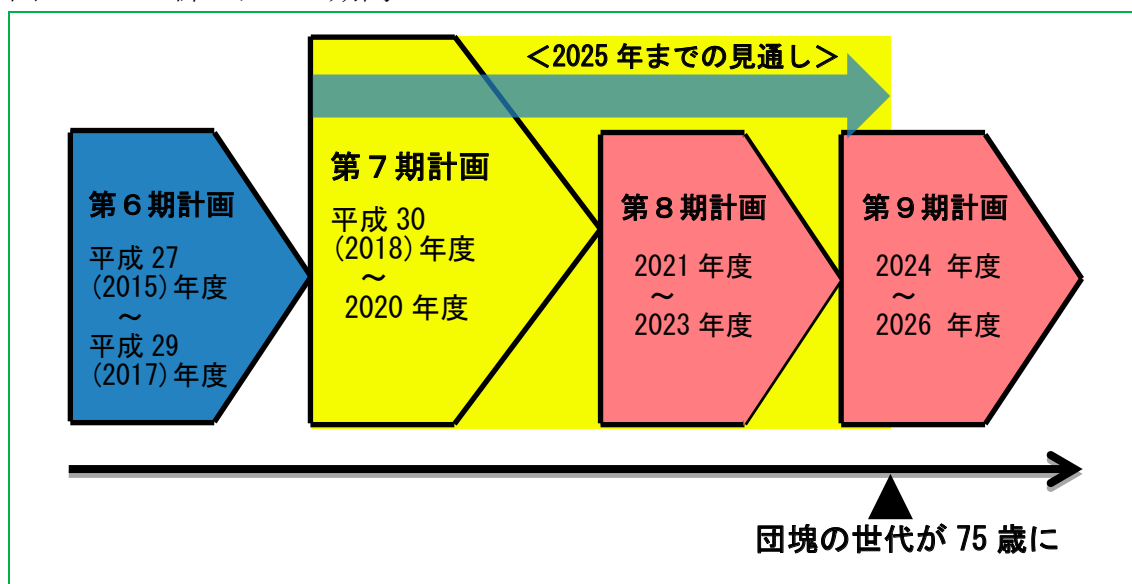 ＜2025 年までの見通し＞
第６期計画
平成 27
(2015)年度
～
平成 29
(2017)年度
第７期計画
平成 30
(2018)年度
～
2020 年度
第８期計画
2021 年度
～
2023 年度
第９期計画
2024 年度
～
2026 年度
団塊の世代が 75 歳に